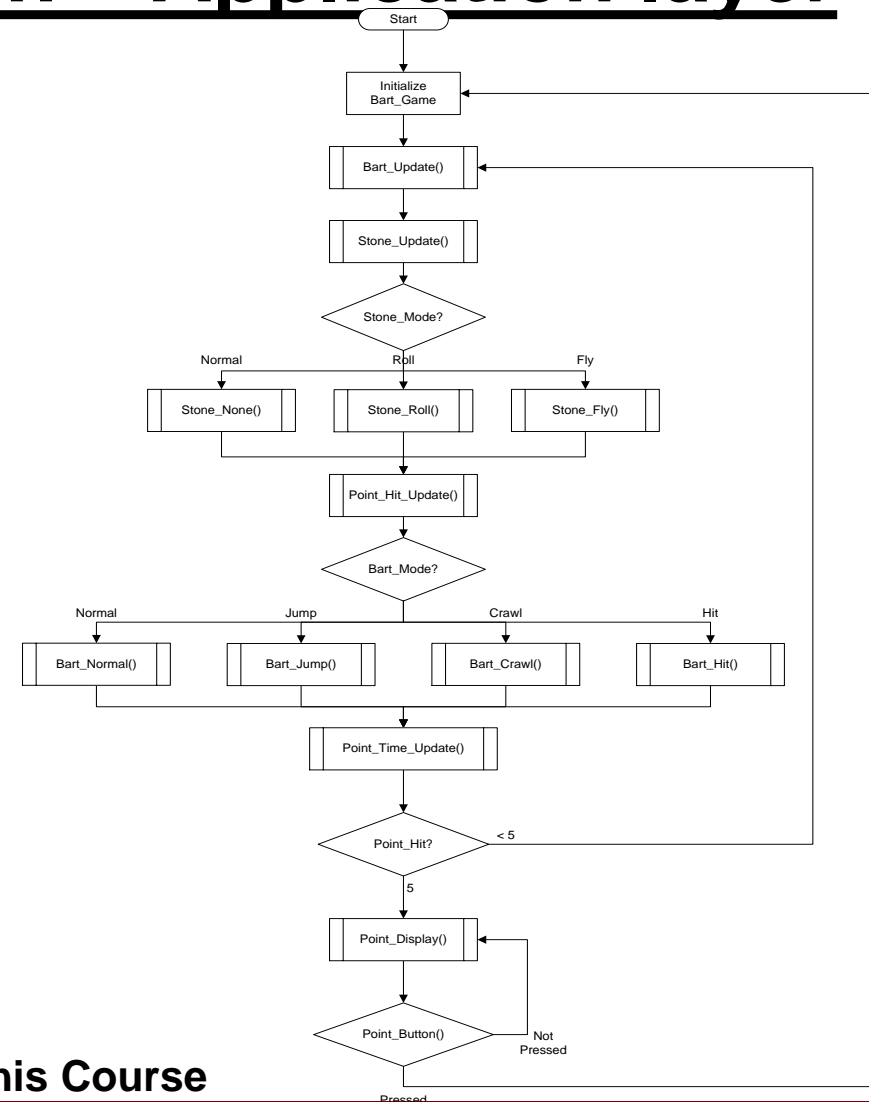 Start
Initialize
Bart_Game
Bart_Update()
Stone_Update()
Stone_Mode?
Normal
Roll
Fly
Stone_None()
Stone_Roll()
Stone_Fly()
Point_Hit_Update()
Bart_Mode?
Normal
Jump
Crawl
Hit
Bart_Normal()
Bart_Jump()
Bart_Crawl()
Bart_Hit()
Point_Time_Update()
Point_Hit?
< 5
5
Point_Display()
Point_Button()
Not
Pressed
Pressed
his Course